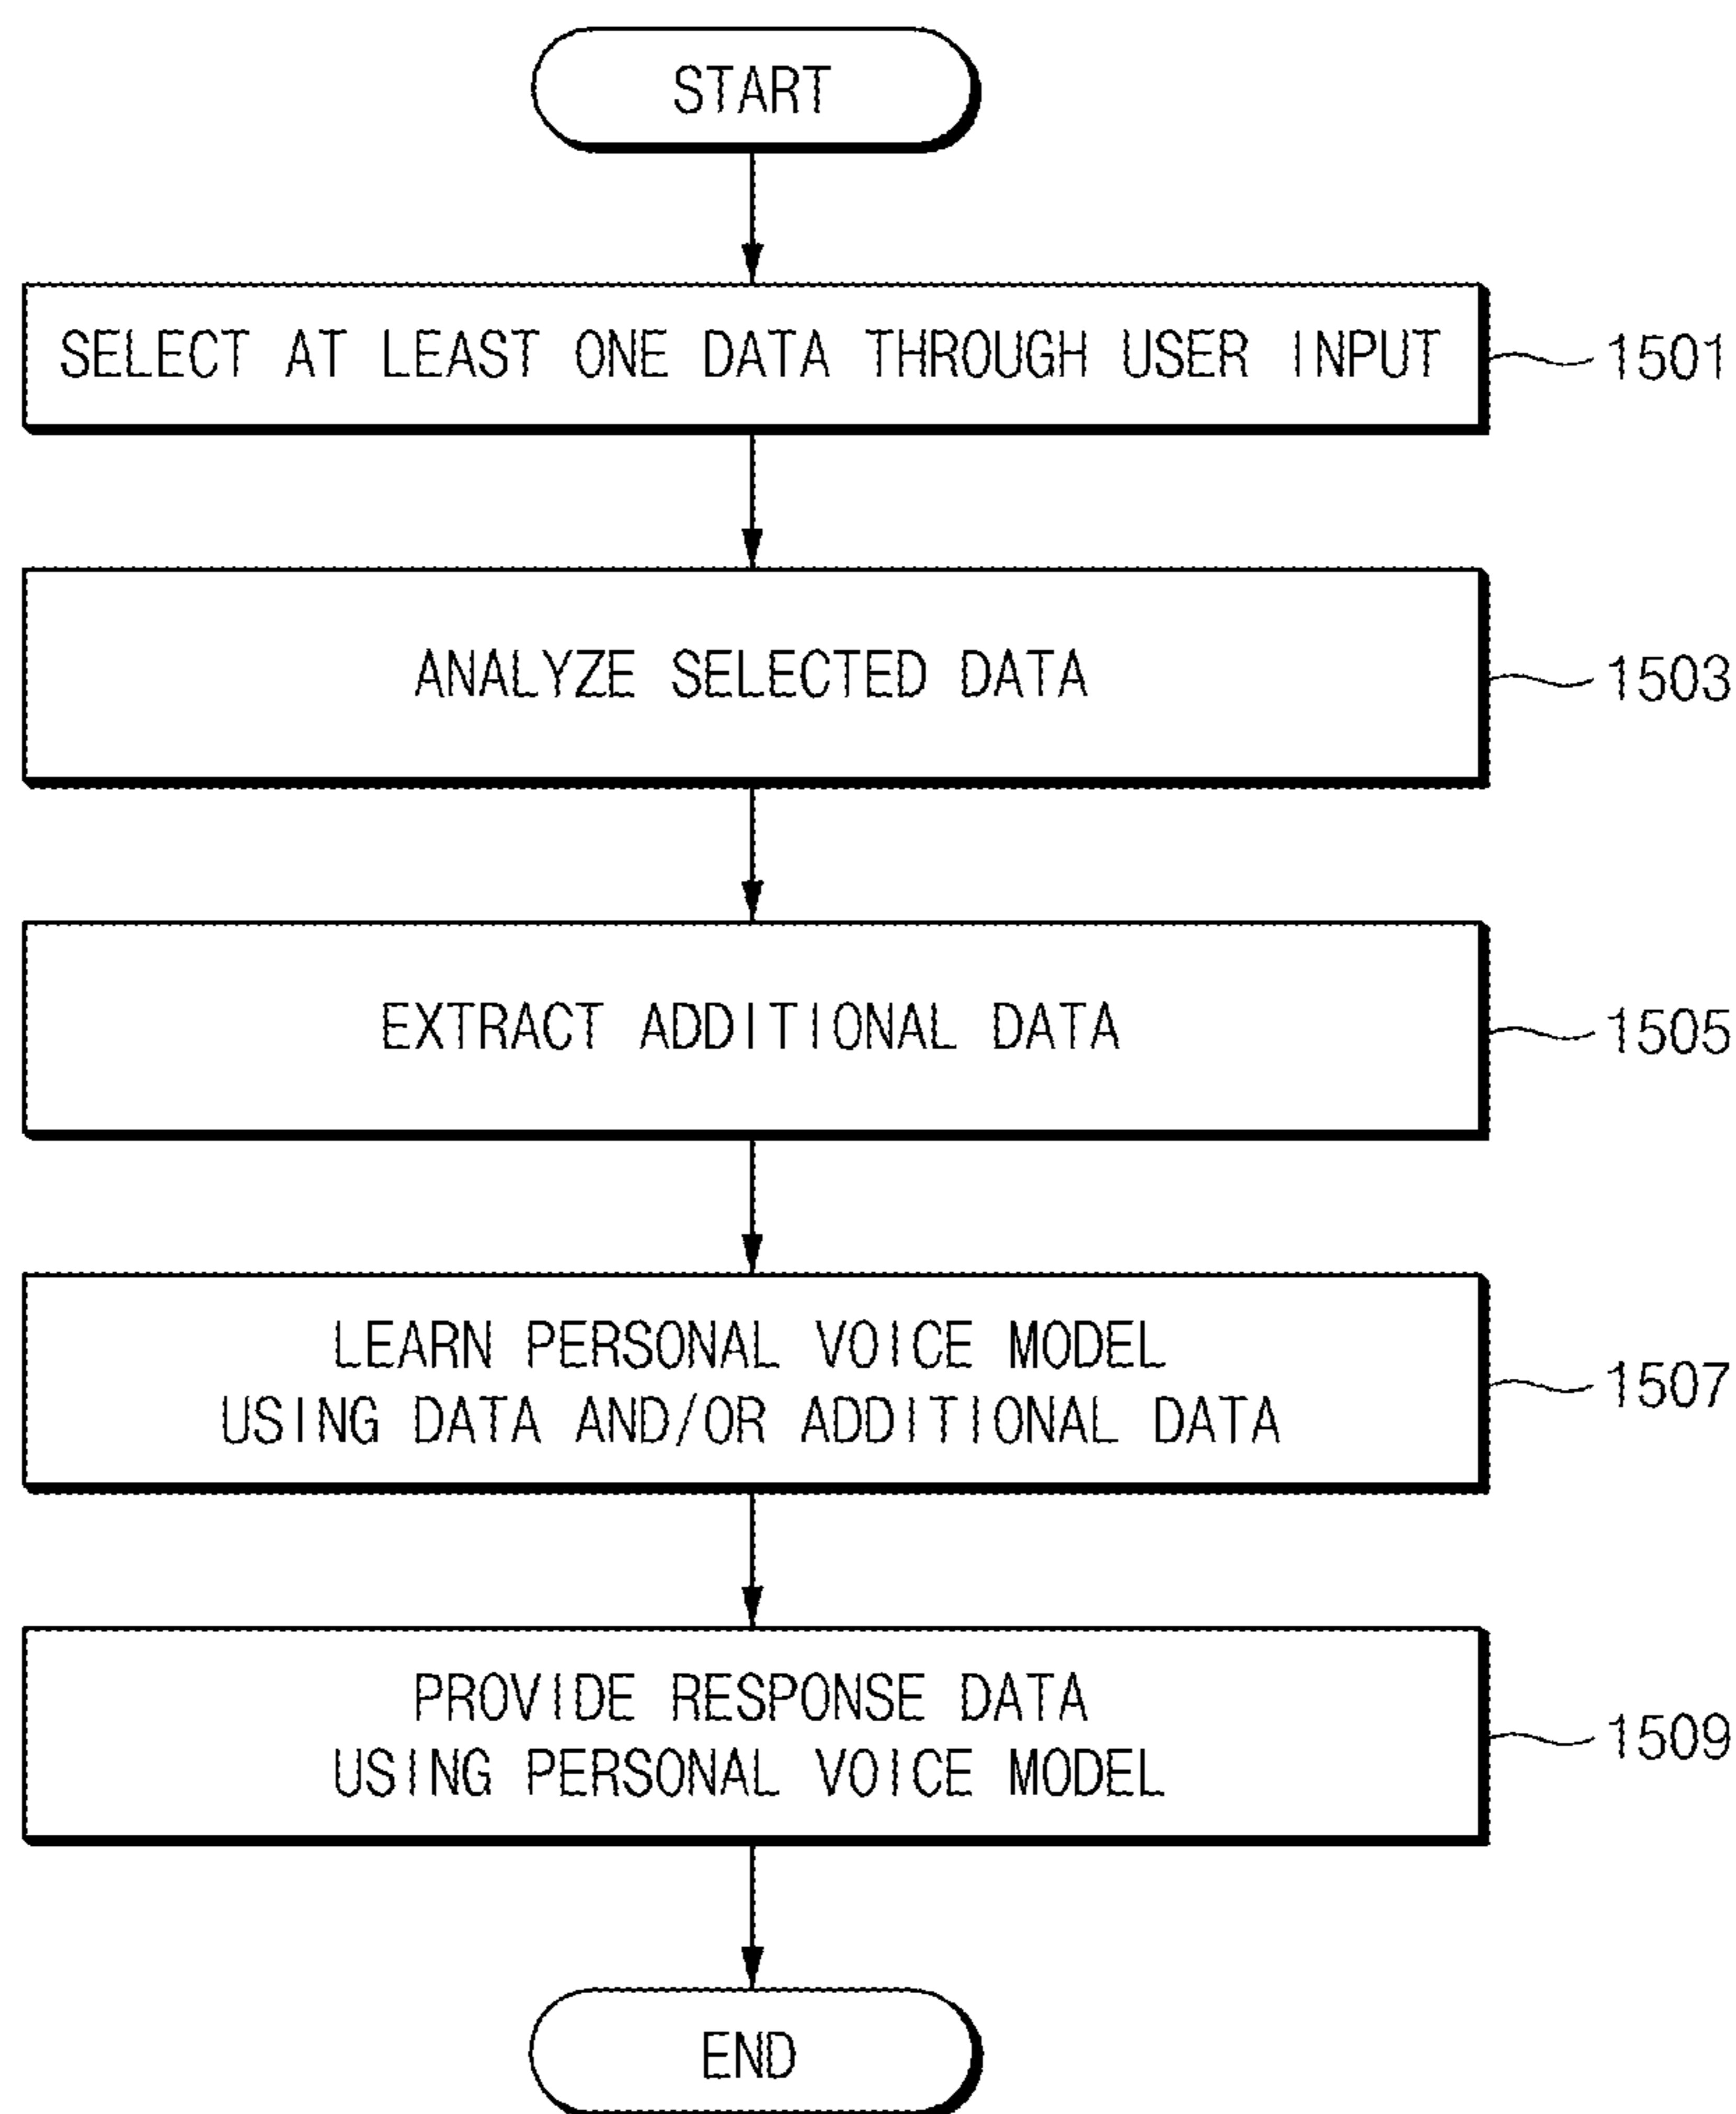 START
SELECT AT LEAST ONE DATA THROUGH USER INPUT
1501
ANALYZE SELECTED DATA
1503
EXTRACT ADDITIONAL DATA
1505
LEARN PERSONAL VOICE MODEL
USING DATA AND/OR ADDITIONAL DATA
1507
PROVIDE RESPONSE DATA
USING PERSONAL VOICE MODEL
1509
END